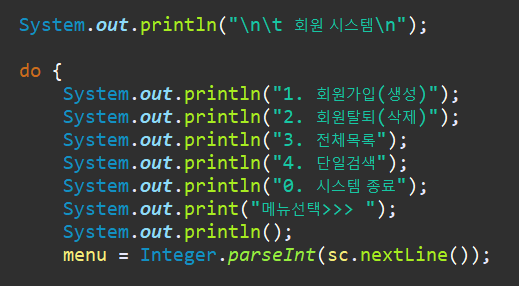 System.out.println("\n\t 회원 시스템\n");
do {
System.out.println("1. 회원가입(생성)");
System.out.println("2. 회원탈퇴(삭제)");
System.out.println("3. 전체목록");
System.out.println("4. 단일검색");
System.out.println("0. 시스템 종료");
System.out.print("메뉴선택>>> ");
System.out.println();
menu = Integer.parseInt(sc.nextLine());